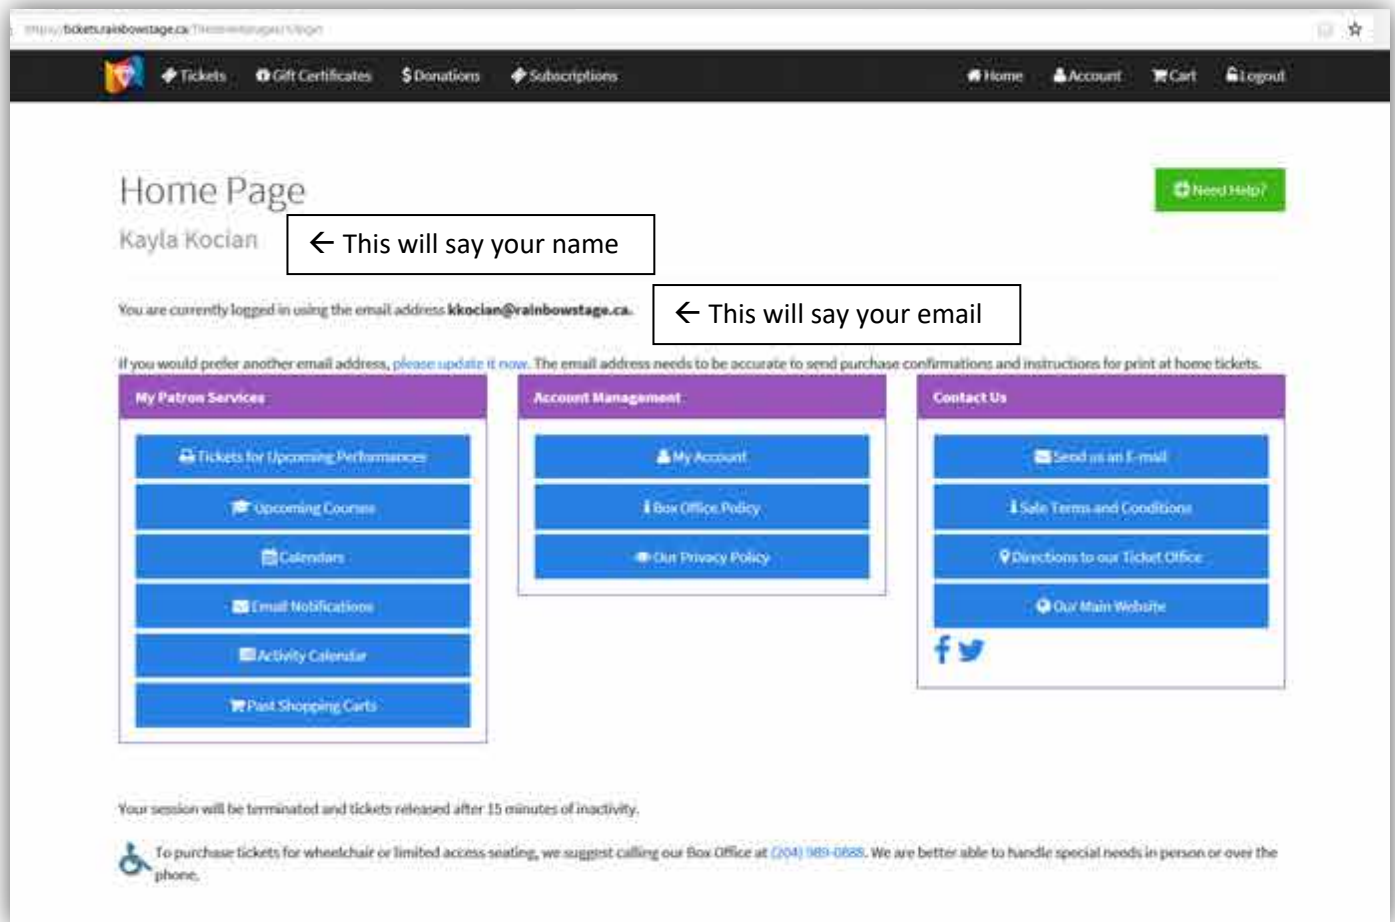 tickets.rainbowstage.ca
Tickets Gift Certificates $ Donations Subscriptions Home Account Cart Logout
Home Page
Need Help?
Kayla Kocian
← This will say your name
You are currently logged in using the email address kkocian@rainbowstage.ca.
← This will say your email
If you would prefer another email address, please update it now. The email address needs to be accurate to send purchase confirmations and instructions for print at home tickets.
My Patron Services
Tickets for Upcoming Performances
Upcoming Courses
Calendars
Email Notifications
Activity Calendar
Past Shopping Carts
Account Management
My Account
Box Office Policy
Our Privacy Policy
Contact Us
Send us an E-mail
Sale Terms and Conditions
Directions to our Ticket Office
Our Main Website
Your session will be terminated and tickets released after 15 minutes of inactivity.
To purchase tickets for wheelchair or limited access seating, we suggest calling our Box Office at (204) 989-0888. We are better able to handle special needs in person or over the
phone.